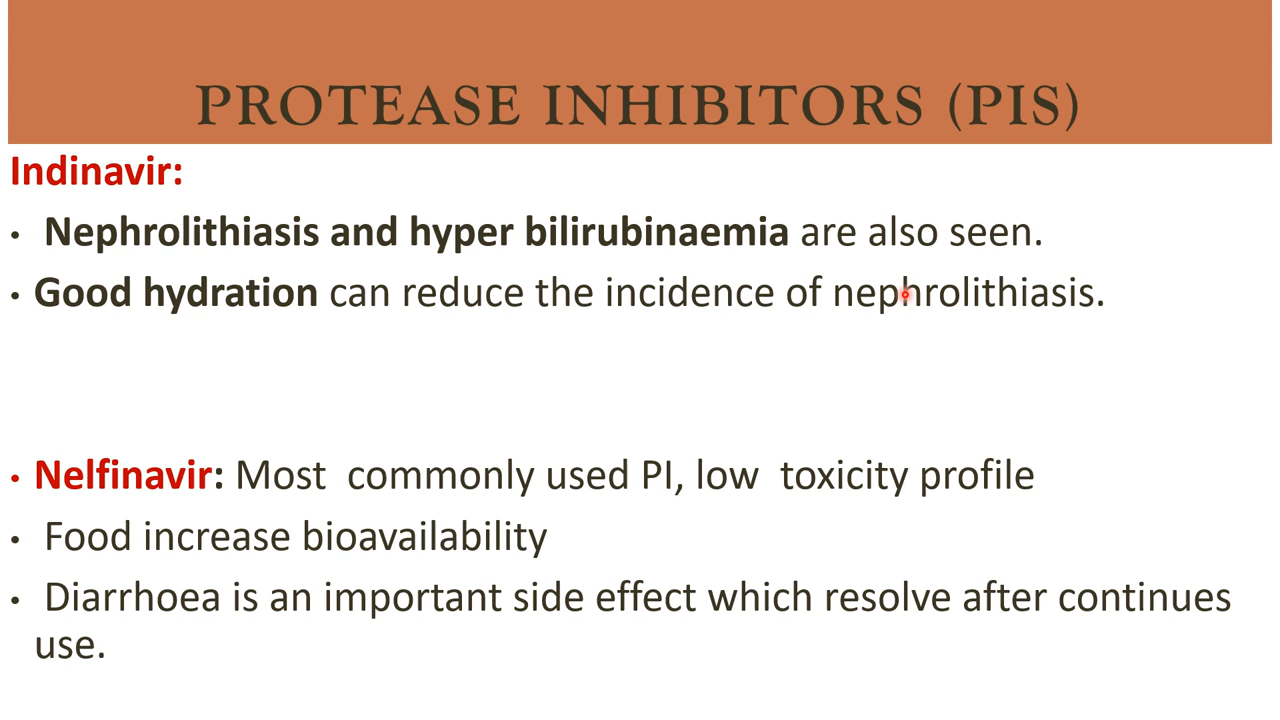 PROTEASE INHIBITORS (PIS)
Indinavir:
• Nephrolithiasis and hyper bilirubinaemia are also seen.
• Good hydration can reduce the incidence of nephrolithiasis.
• Nelfinavir: Most commonly used PI, low toxicity profile
• Food increase bioavailability
• Diarrhoea is an important side effect which resolve after continues
use.